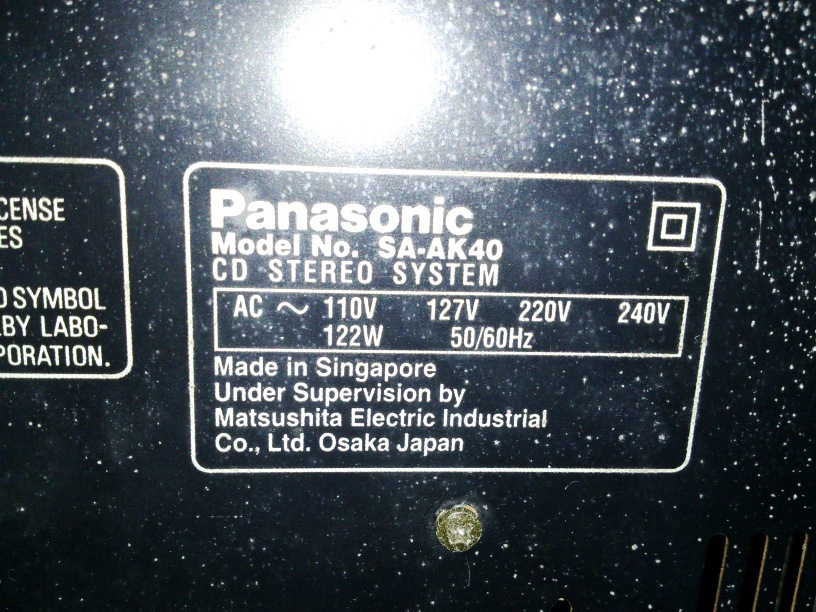 CENSE
ES
SYMBOL
LBY LABO-
PORATION.
Panasonic
Model No. SA-AK40
CD STEREO SYSTEM
AC ~ 110V 127V 220V 240V
122W 50/60Hz
Made in Singapore
Under Supervision by
Matsushita Electric Industrial
Co., Ltd. Osaka Japan